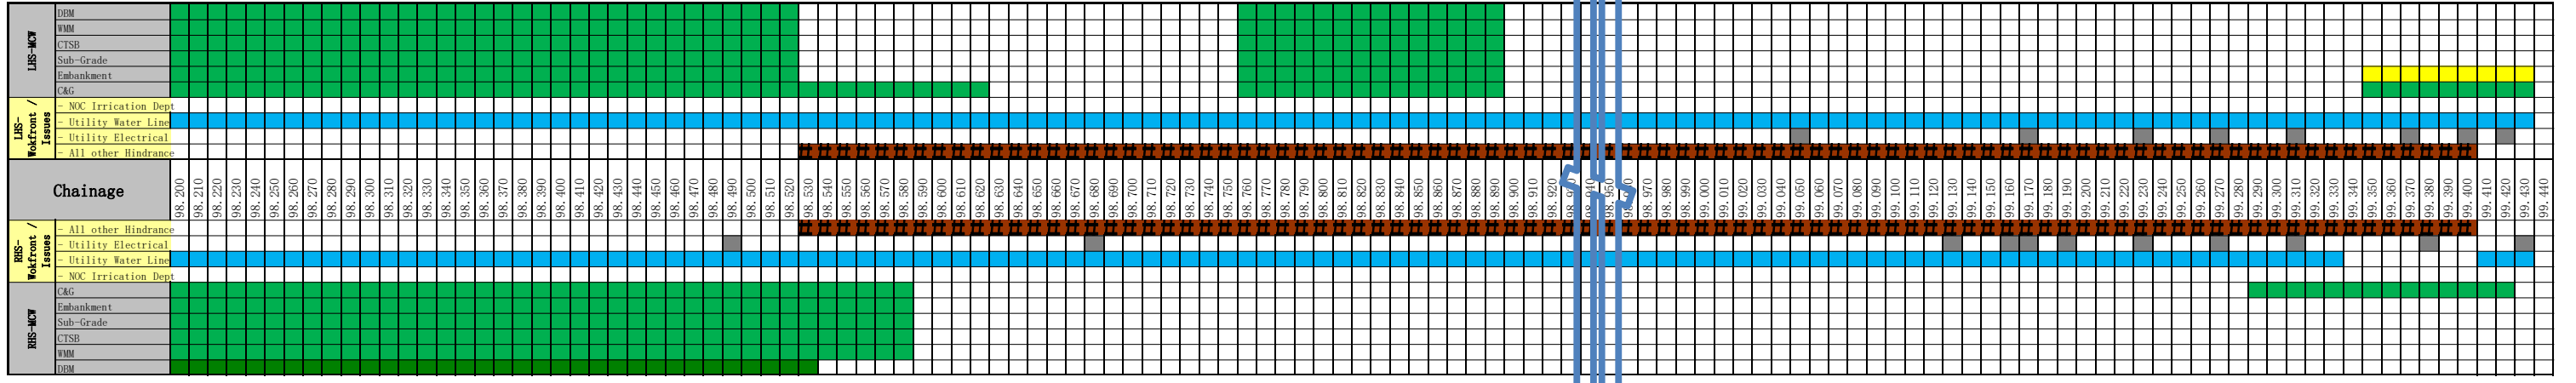 LHS-MCW
DBM
WMM
CTSB
Sub-Grade
Embankment
C&G
LHS-
Wokfront /
Issues
- NOC Irrication Dept
- Utility Water Line
- Utility Electrical
- All other Hindrance
Chainage
98.200 98.210 98.220 98.230 98.240 98.250 98.260 98.270 98.280 98.290 98.300 98.310 98.320 98.330 98.340 98.350 98.360 98.370 98.380 98.390 98.400 98.410 98.420 98.430 98.440 98.450 98.460 98.470 98.480 98.490 98.500 98.510 98.520 98.530 98.540 98.550 98.560 98.570 98.580 98.590 98.600 98.610 98.620 98.630 98.640 98.650 98.660 98.670 98.680 98.690 98.700 98.710 98.720 98.730 98.740 98.750 98.760 98.770 98.780 98.790 98.800 98.810 98.820 98.830 98.840 98.850 98.860 98.870 98.880 98.890 98.900 98.910 98.920 98.970 98.980 98.990 99.000 99.010 99.020 99.030 99.040 99.050 99.060 99.070 99.080 99.090 99.100 99.110 99.120 99.130 99.140 99.150 99.160 99.170 99.180 99.190 99.200 99.210 99.220 99.230 99.240 99.250 99.260 99.270 99.280 99.290 99.300 99.310 99.320 99.330 99.340 99.350 99.360 99.370 99.380 99.390 99.400 99.410 99.420 99.430 99.440
RHS-
Wokfront /
Issues
- All other Hindrance
- Utility Electrical
- Utility Water Line
- NOC Irrication Dept
RHS-MCW
C&G
Embankment
Sub-Grade
CTSB
WMM
DBM